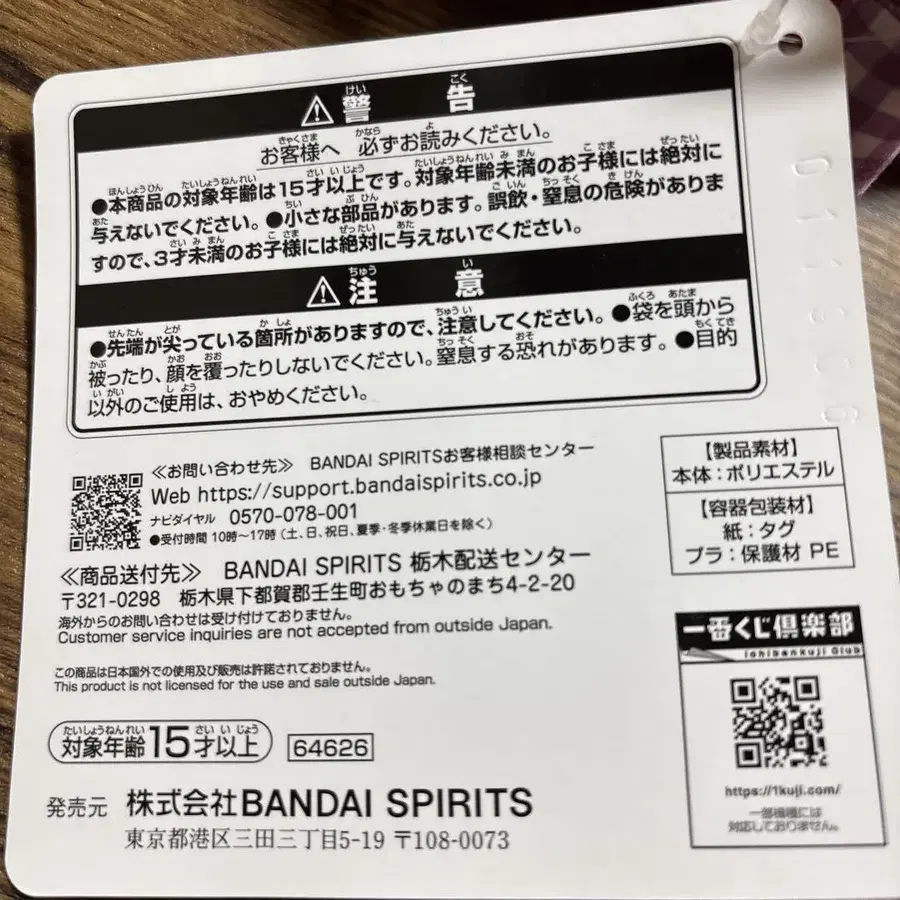 ⚠警告
お客様へ 必ずお読みください。
●本商品の対象年齢は15才以上です。対象年齢未満のお子様には絶対に
与えないでください。●小さな部品があります。誤飲・窒息の危険がありま
すので、3才未満のお子様には絶対に与えないでください。
⚠注意
●先端が尖っている箇所がありますので、注意してください。●袋を頭から
被ったり、顔を覆ったりしないでください。窒息する恐れがあります。●目的
以外のご使用は、おやめください。
≪お問い合わせ先≫ BANDAI SPIRITSお客様相談センター
Web https://support.bandaispirits.co.jp
ナビダイヤル 0570-078-001
●受付時間 10時〜17時(土、日、祝日、夏季・冬季休業日を除く)
≪商品送付先≫ BANDAI SPIRITS 栃木配送センター
〒321-0298 栃木県下都賀郡壬生町おもちゃのまち4-2-20
海外からのお問い合わせは受け付けておりません。
Customer service inquiries are not accepted from outside Japan.
この商品は日本国外での使用及び販売は許諾されておりません。
This product is not licensed for the use and sale outside Japan.
対象年齢15才以上 64626
発売元 株式会社BANDAI SPIRITS
東京都港区三田三丁目5-19 〒108-0073
【製品素材】
本体：ポリエステル
【容器包装材】
紙：タグ
プラ：保護材 PE
一番くじ倶楽部
Ichibankuji Club
https://1kuji.com/
一部機種には
対応しておりません。